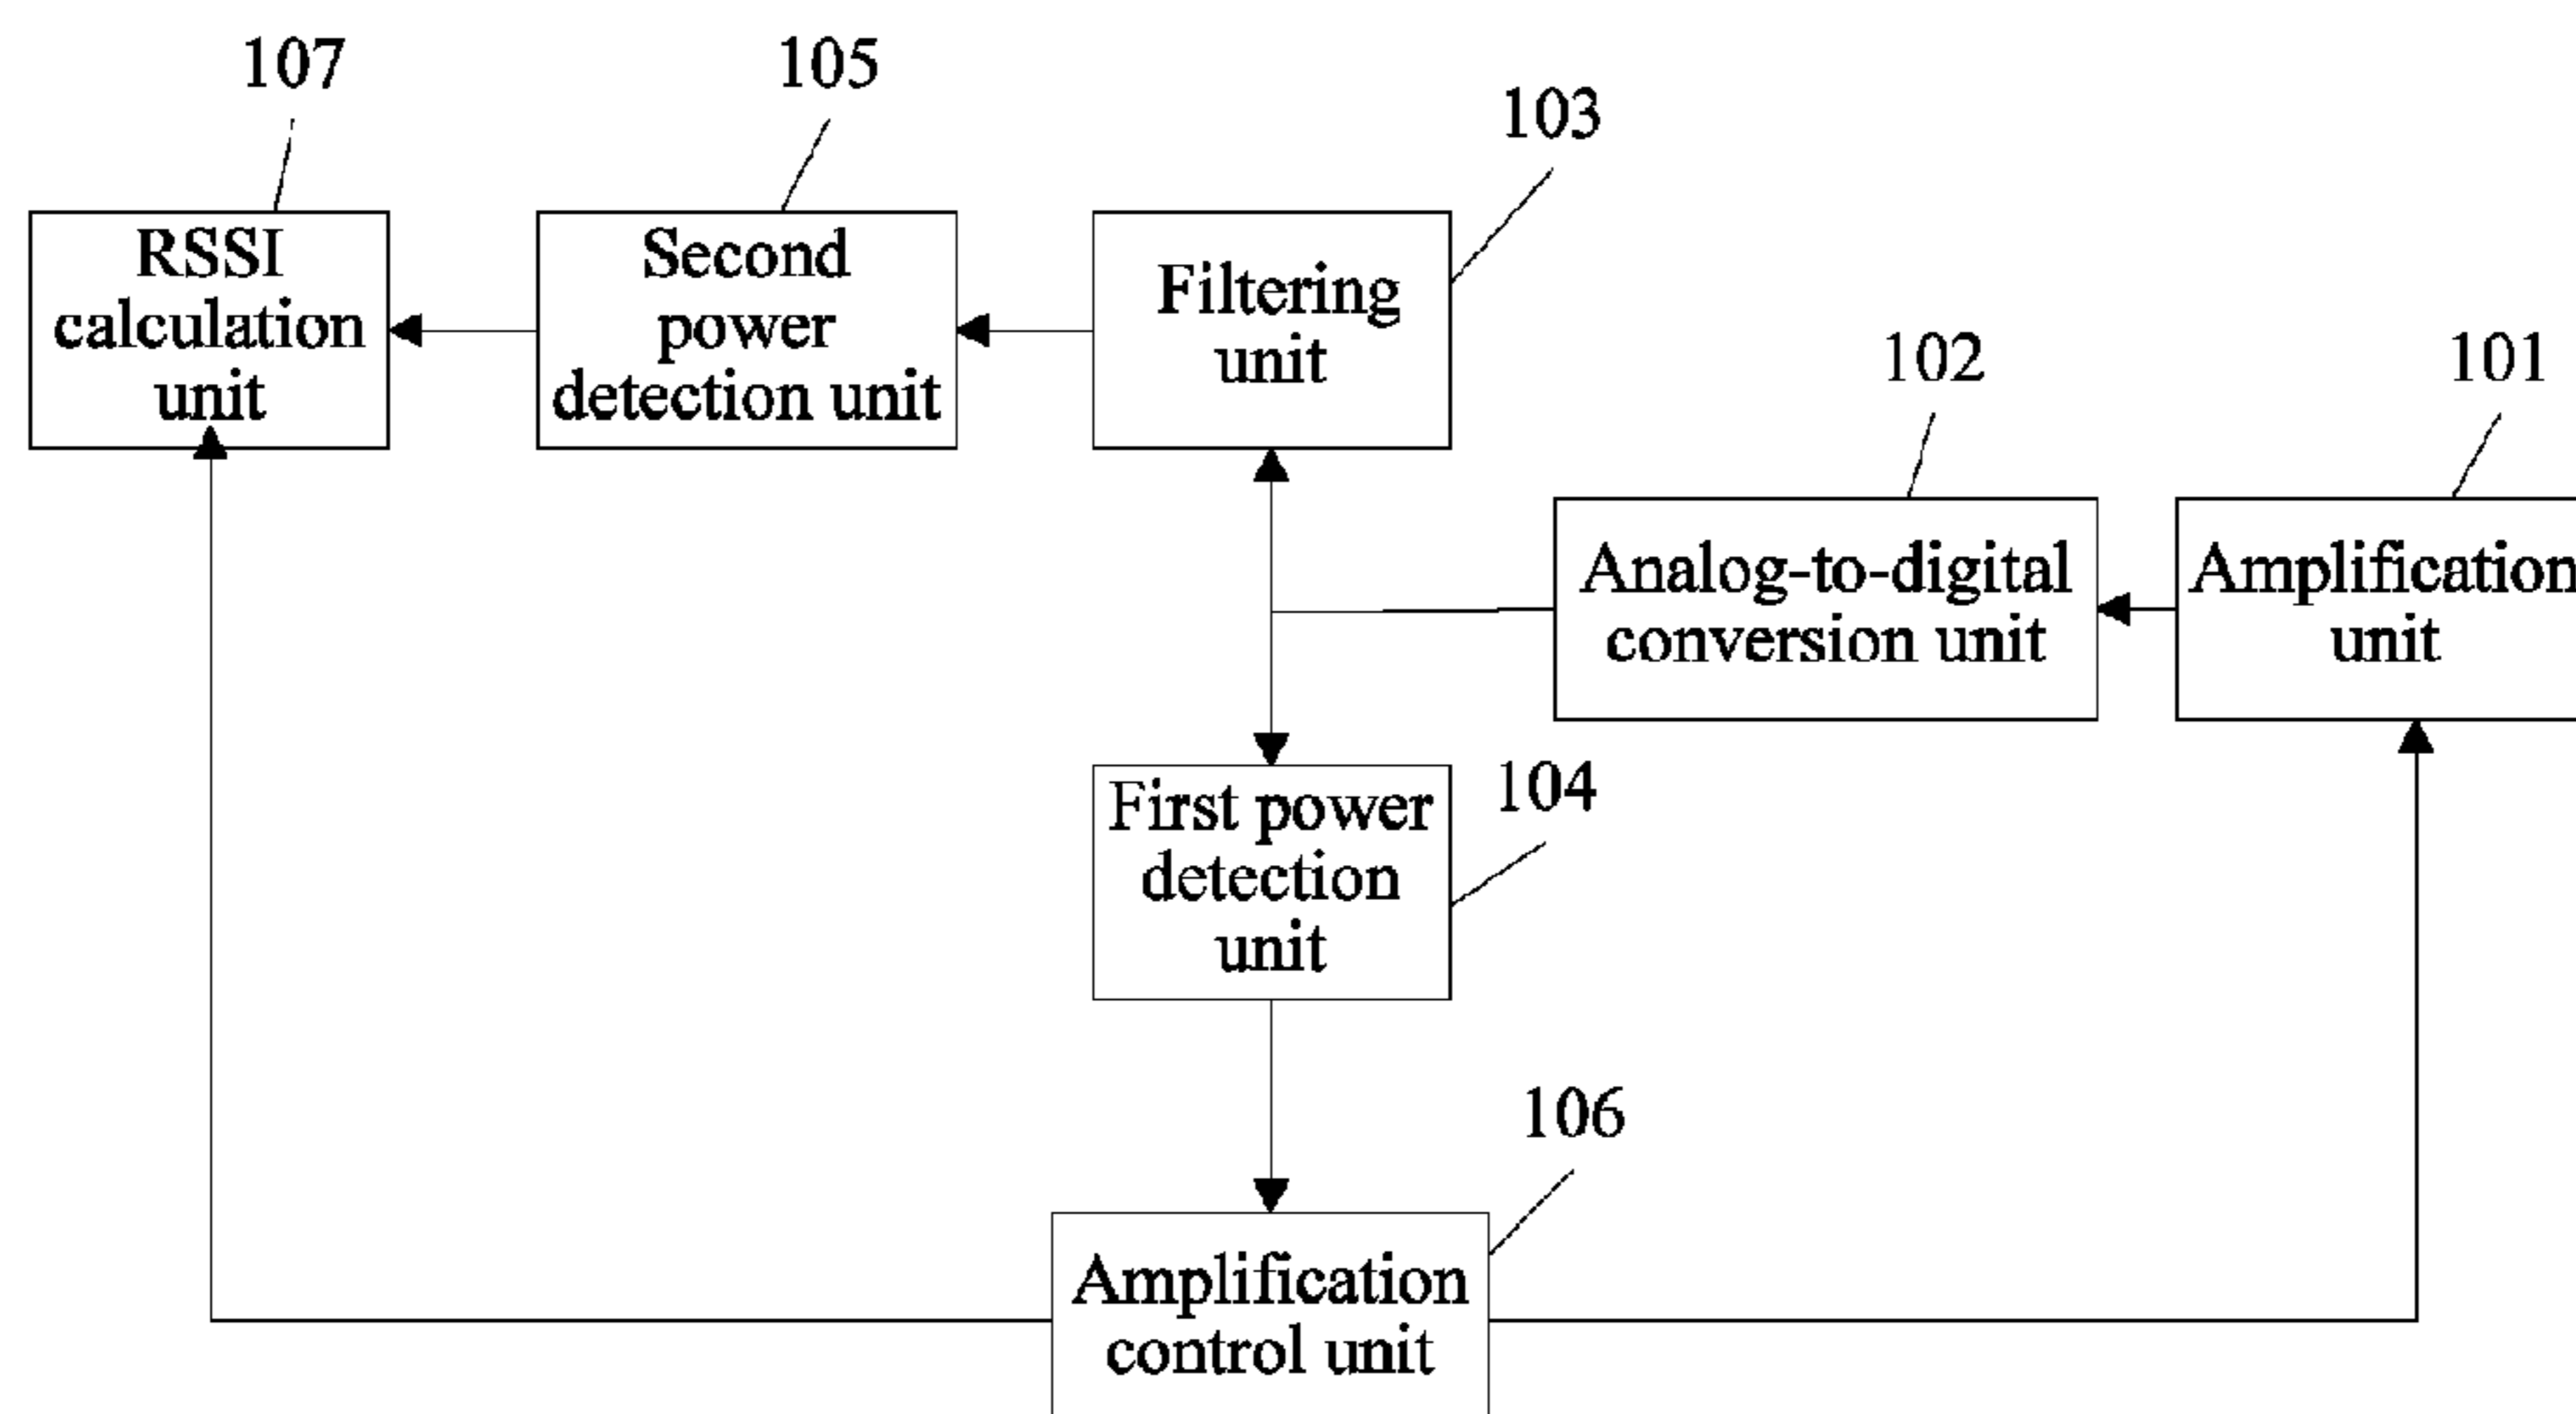 107
105
103
RSSI
calculation
unit
Second
power
detection unit
Filtering
unit
102
101
Analog-to-digital
conversion unit
Amplification
unit
First power
detection
unit
104
106
Amplification
control unit